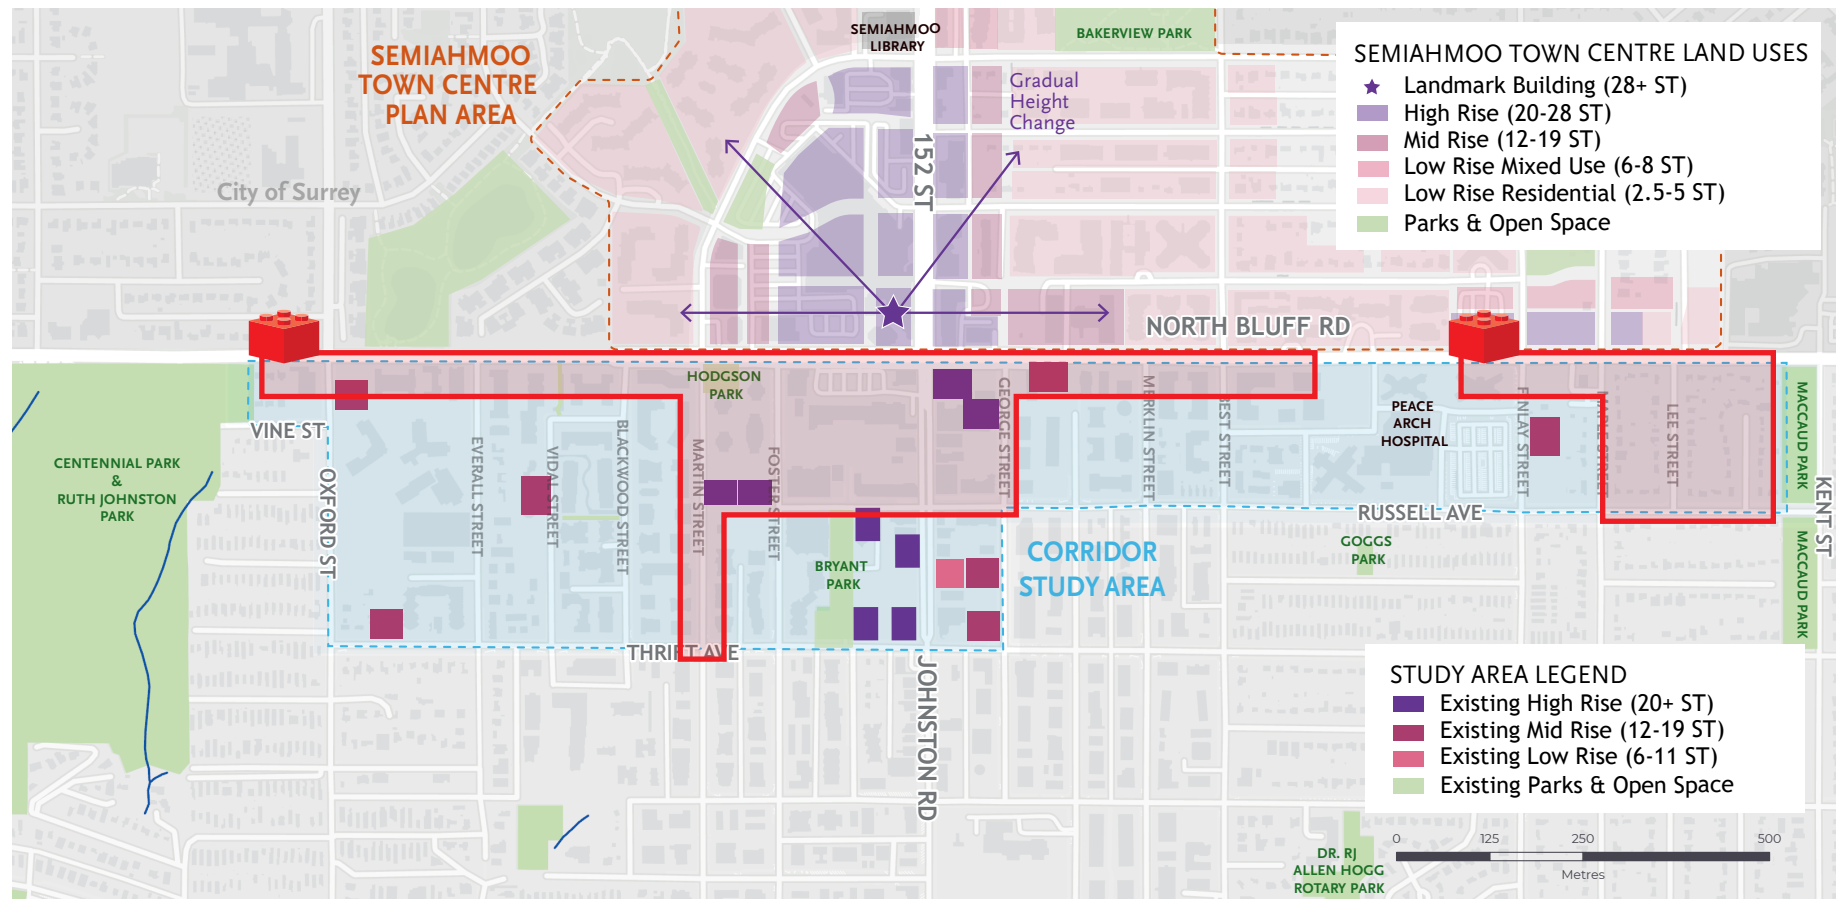 SEMIAHMOO
TOWN CENTRE
PLAN AREA
SEMIAHMOO
LIBRARY
BAKERVIEW PARK
Gradual
Height
Change
152 ST
City of Surrey
NORTH BLUFF RD
SEMIAHMOO TOWN CENTRE LAND USES
Landmark Building (28+ ST)
High Rise (20-28 ST)
Mid Rise (12-19 ST)
Low Rise Mixed Use (6-8 ST)
Low Rise Residential (2.5-5 ST)
Parks & Open Space
HODGSON
PARK
VINE ST
OXFORD ST
EVERALL STREET
VIDAL STREET
BLACKWOOD STREET
MARTIN STREET
FOSTER STREET
GEORGE STREET
MERKLIN STREET
BEST STREET
PEACE
ARCH
HOSPITAL
FINLAY STREET
LEE STREET
MACCAUD PARK
KENT ST
CENTENNIAL PARK
&
RUTH JOHNSTON
PARK
RUSSELL AVE
GOGGS
PARK
MACCAUD PARK
BRYANT
PARK
CORRIDOR
STUDY AREA
THRIFT AVE
JOHNSTON RD
STUDY AREA LEGEND
Existing High Rise (20+ ST)
Existing Mid Rise (12-19 ST)
Existing Low Rise (6-11 ST)
Existing Parks & Open Space
0 125 250 500
Metres
DR. RJ
ALLEN HOGG
ROTARY PARK